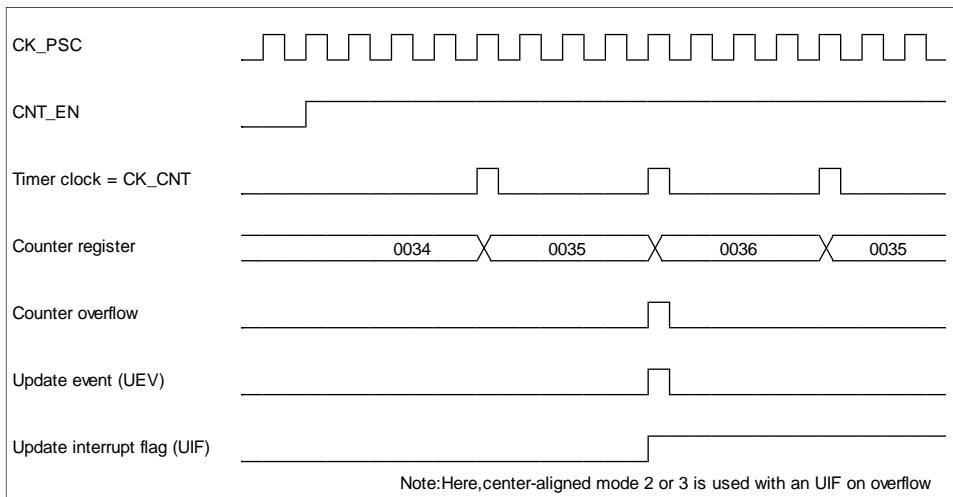 CK_PSC
CNT_EN
Timer clock = CK_CNT
Counter register 0034 0035 0036 0035
Counter overflow
Update event (UEV)
Update interrupt flag (UIF)
Note:Here,center-aligned mode 2 or 3 is used with an UIF on overflow